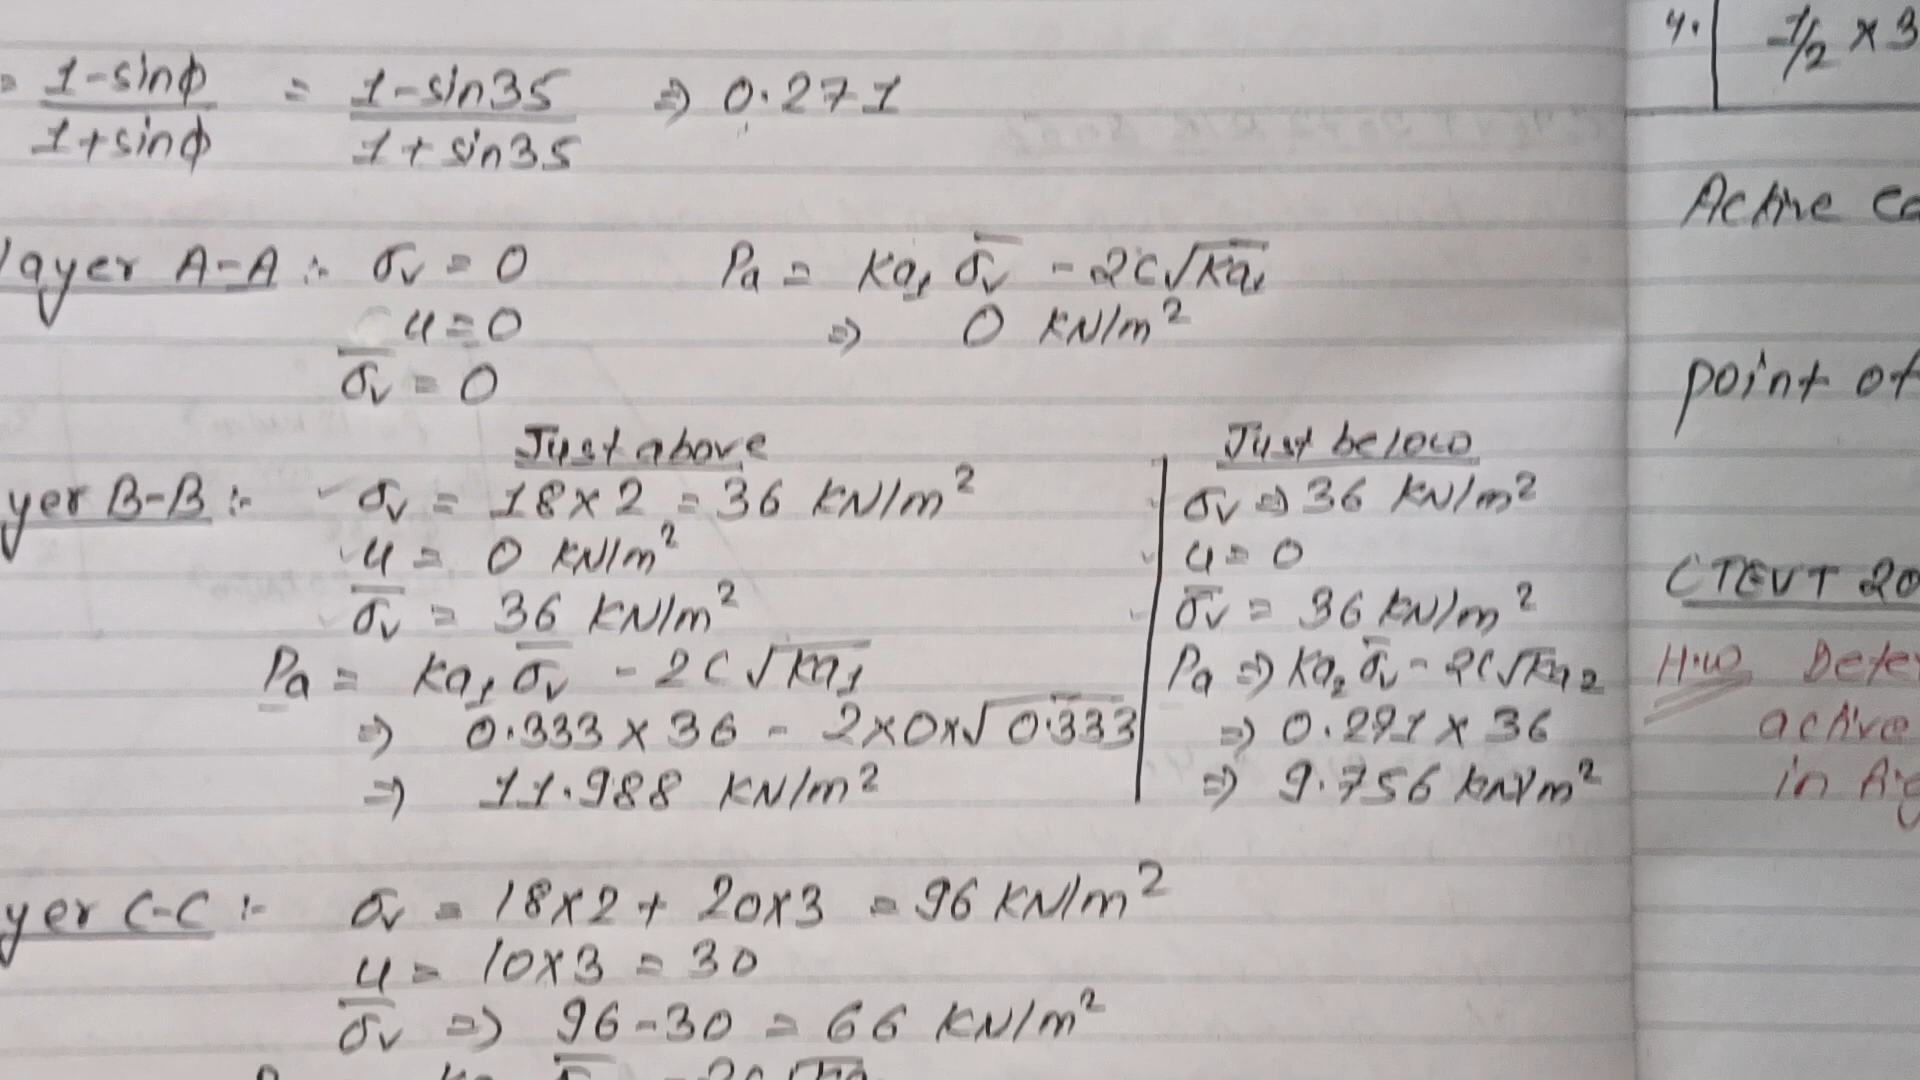 = 1-sinϕ / 1+sinϕ = 1-sin35 / 1+sin35 ⇒ 0.271
layer A-A :- σv = 0 Pa = ka1 σ̅v - 2C√ka1
u = 0 ⇒ 0 KN/m²
σ̅v = 0
Just above
yer B-B :- σv = 18×2 = 36 KN/m²
u = 0 KN/m²
σ̅v = 36 KN/m²
Pa = ka1 σ̅v - 2C√ka1
⇒ 0.333 × 36 - 2×0×√0.333
⇒ 11.988 KN/m²
Just below
σv ⇒ 36 KN/m²
u = 0
σ̅v = 36 KN/m²
Pa ⇒ ka2 σ̅v - 2C√ka2
⇒ 0.271 × 36
⇒ 9.756 kN/m²
yer C-C :- σv = 18×2 + 20×3 = 96 KN/m²
u = 10×3 = 30
σ̅v ⇒ 96-30 = 66 KN/m²
4. 1/2 × 3
Active
point of
CTEVT 20
H.W Deter
active
in